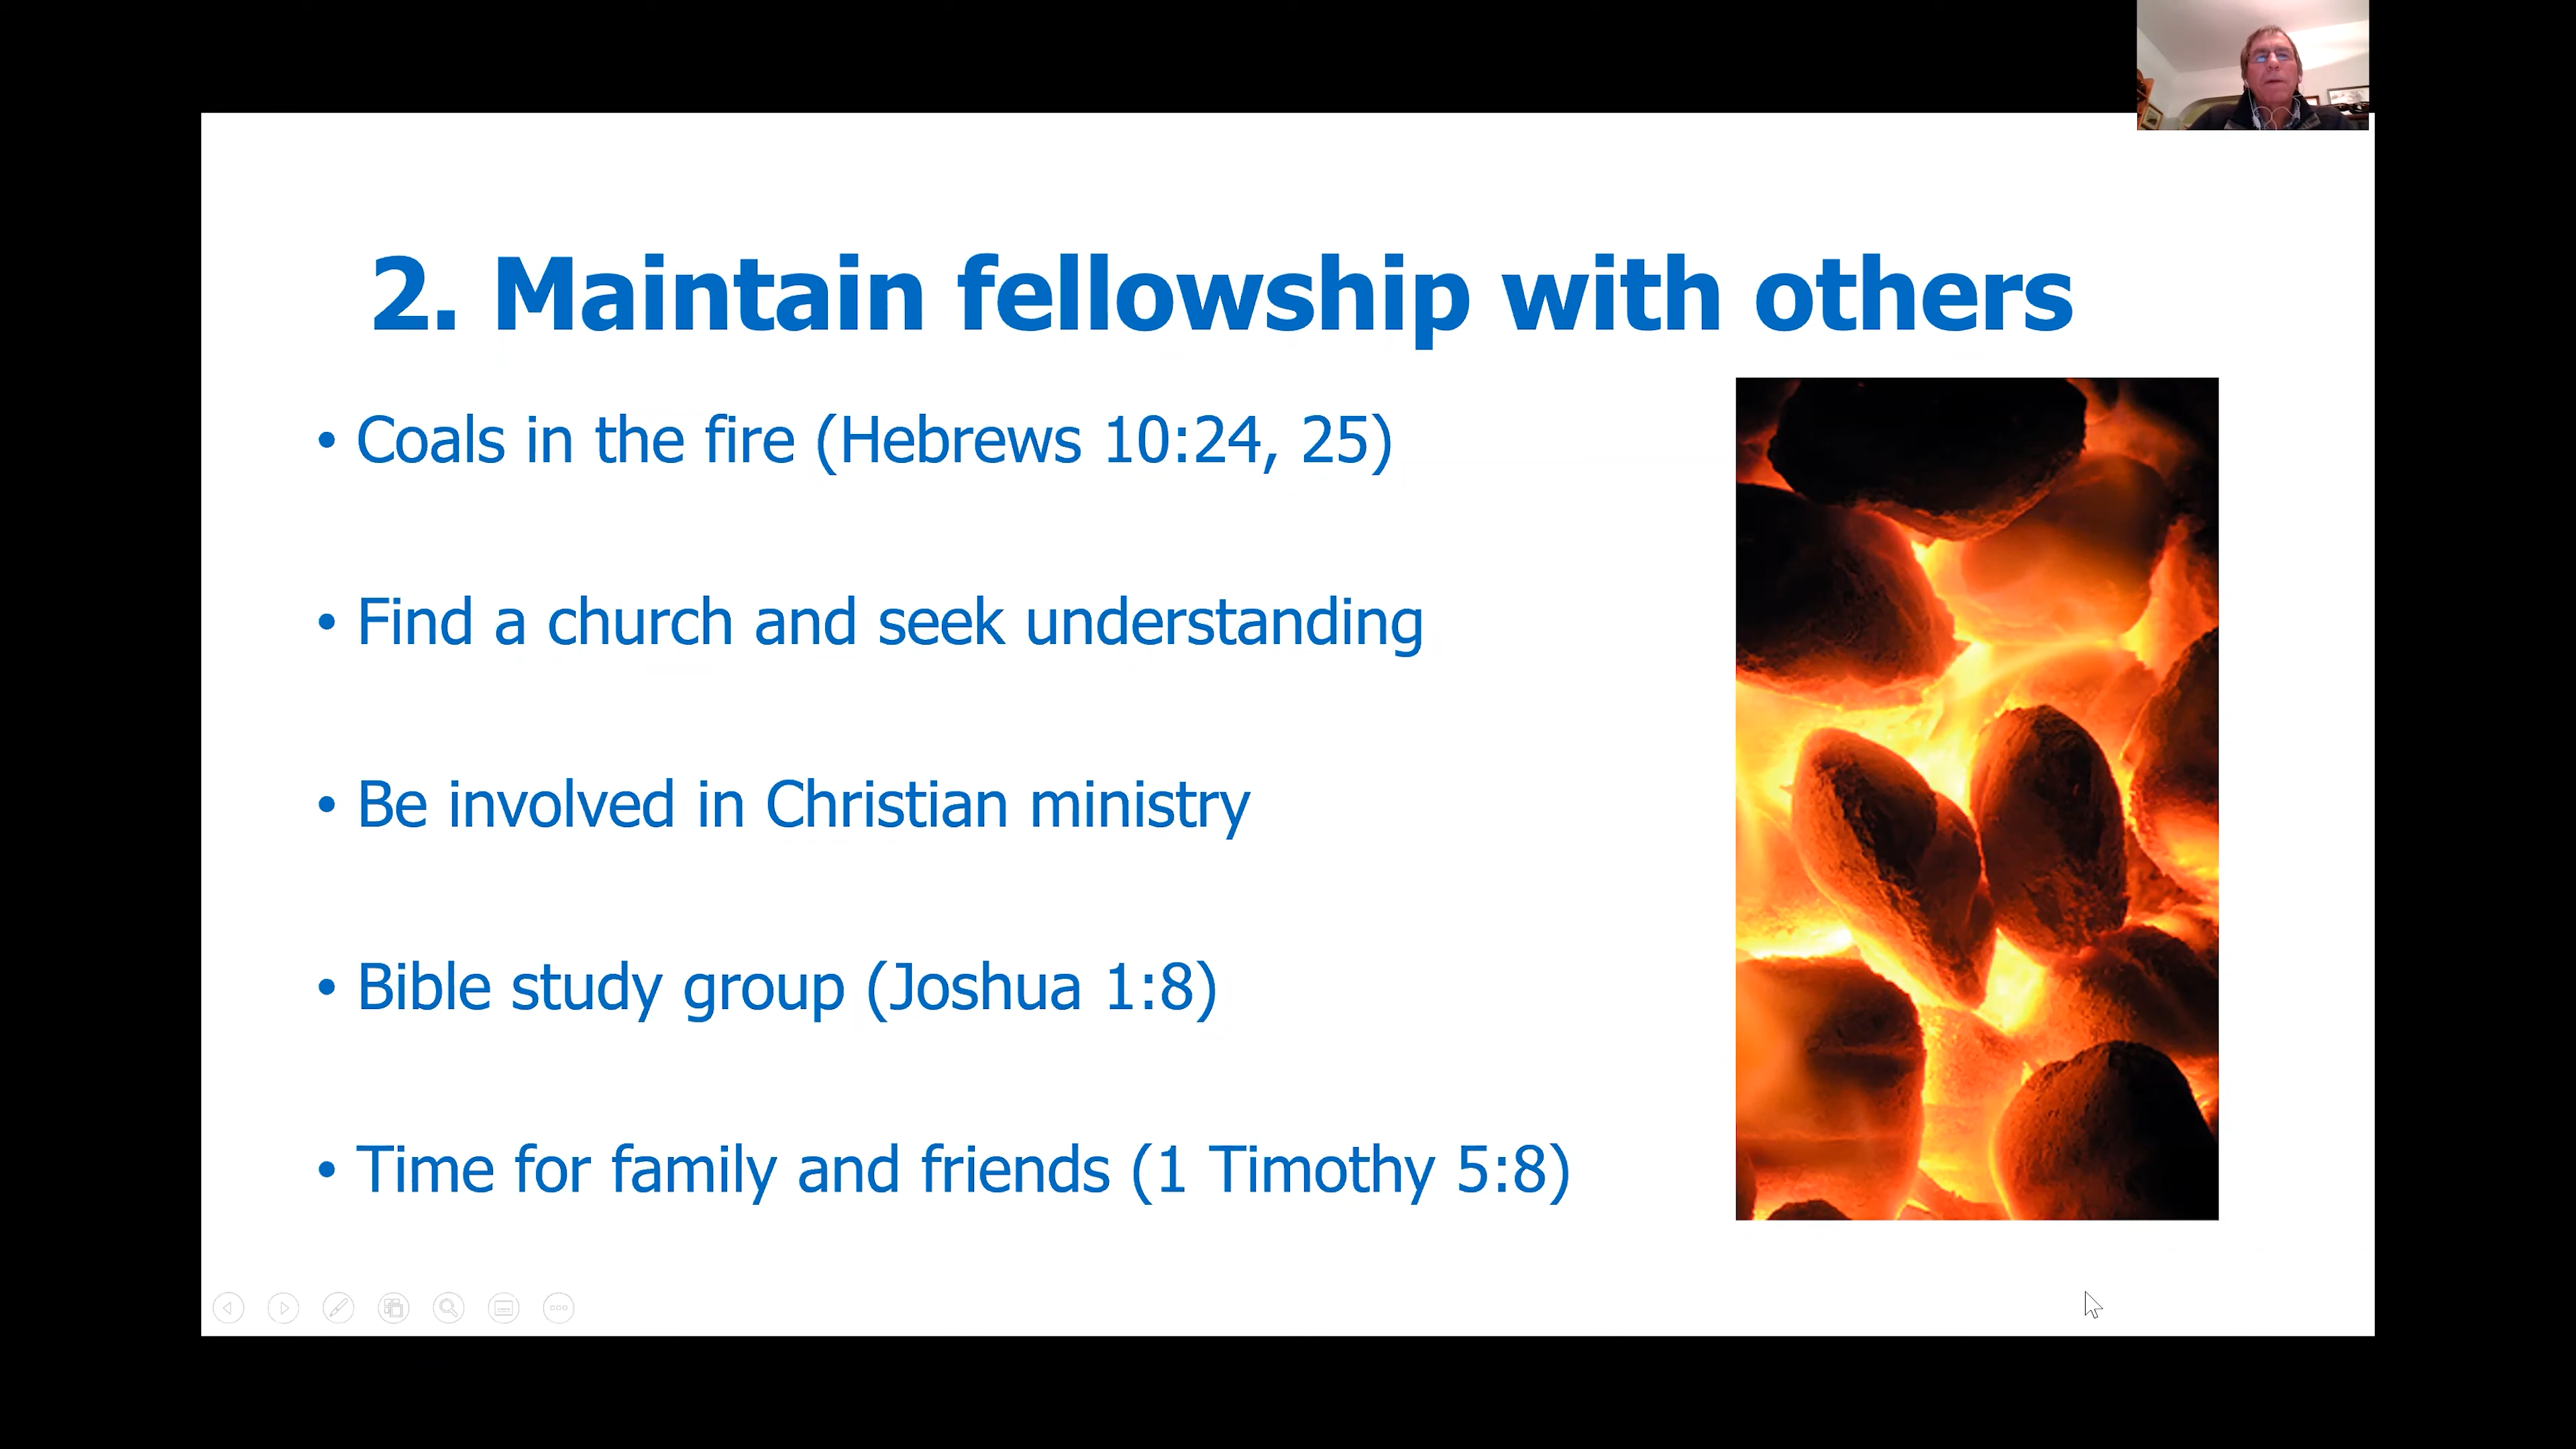 2. Maintain fellowship with others
• Coals in the fire (Hebrews 10:24, 25)
• Find a church and seek understanding
• Be involved in Christian ministry
• Bible study group (Joshua 1:8)
• Time for family and friends (1 Timothy 5:8)